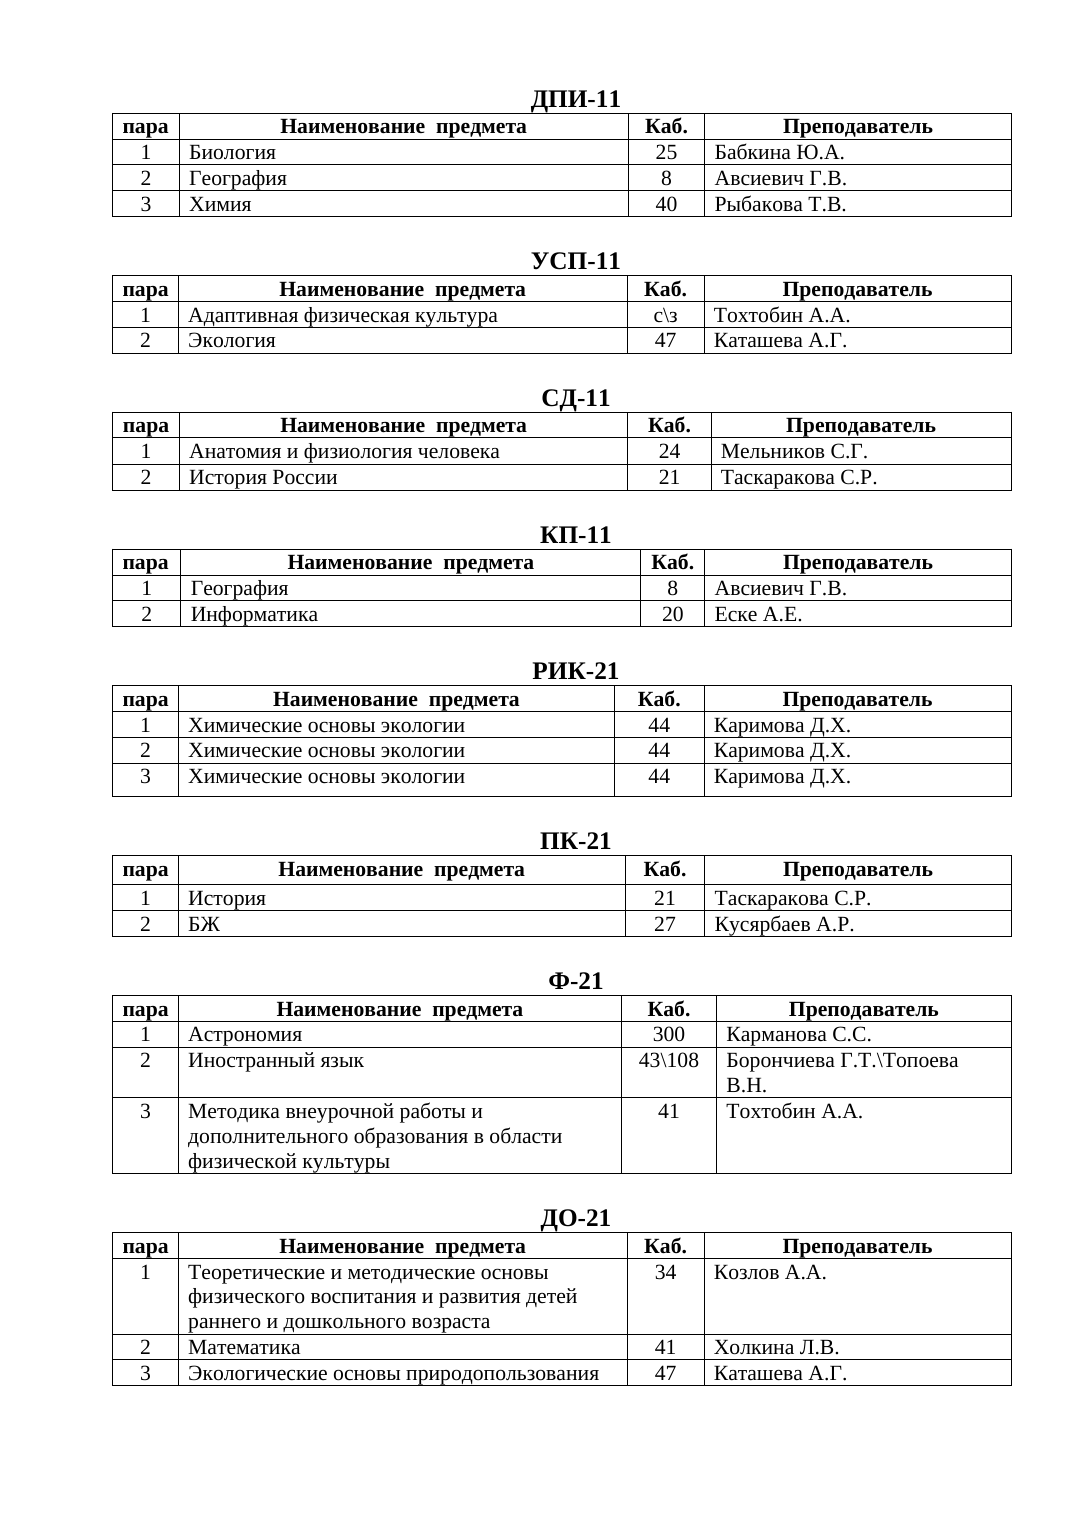 ДПИ-11
пара Наименование предмета Каб. Преподаватель
1 Биология 25 Бабкина Ю.А.
2 География 8 Авсиевич Г.В.
3 Химия 40 Рыбакова Т.В.
УСП-11
пара Наименование предмета Каб. Преподаватель
1 Адаптивная физическая культура с\з Тохтобин А.А.
2 Экология 47 Каташева А.Г.
СД-11
пара Наименование предмета Каб. Преподаватель
1 Анатомия и физиология человека 24 Мельников С.Г.
2 История России 21 Таскаракова С.Р.
КП-11
пара Наименование предмета Каб. Преподаватель
1 География 8 Авсиевич Г.В.
2 Информатика 20 Еске А.Е.
РИК-21
пара Наименование предмета Каб. Преподаватель
1 Химические основы экологии 44 Каримова Д.Х.
2 Химические основы экологии 44 Каримова Д.Х.
3 Химические основы экологии 44 Каримова Д.Х.
ПК-21
пара Наименование предмета Каб. Преподаватель
1 История 21 Таскаракова С.Р.
2 БЖ 27 Кусярбаев А.Р.
Ф-21
пара Наименование предмета Каб. Преподаватель
1 Астрономия 300 Карманова С.С.
2 Иностранный язык 43\108 Борончиева Г.Т.\Топоева
В.Н.
3 Методика внеурочной работы и 41 Тохтобин А.А.
дополнительного образования в области
физической культуры
ДО-21
пара Наименование предмета Каб. Преподаватель
1 Теоретические и методические основы 34 Козлов А.А.
физического воспитания и развития детей
раннего и дошкольного возраста
2 Математика 41 Холкина Л.В.
3 Экологические основы природопользования 47 Каташева А.Г.